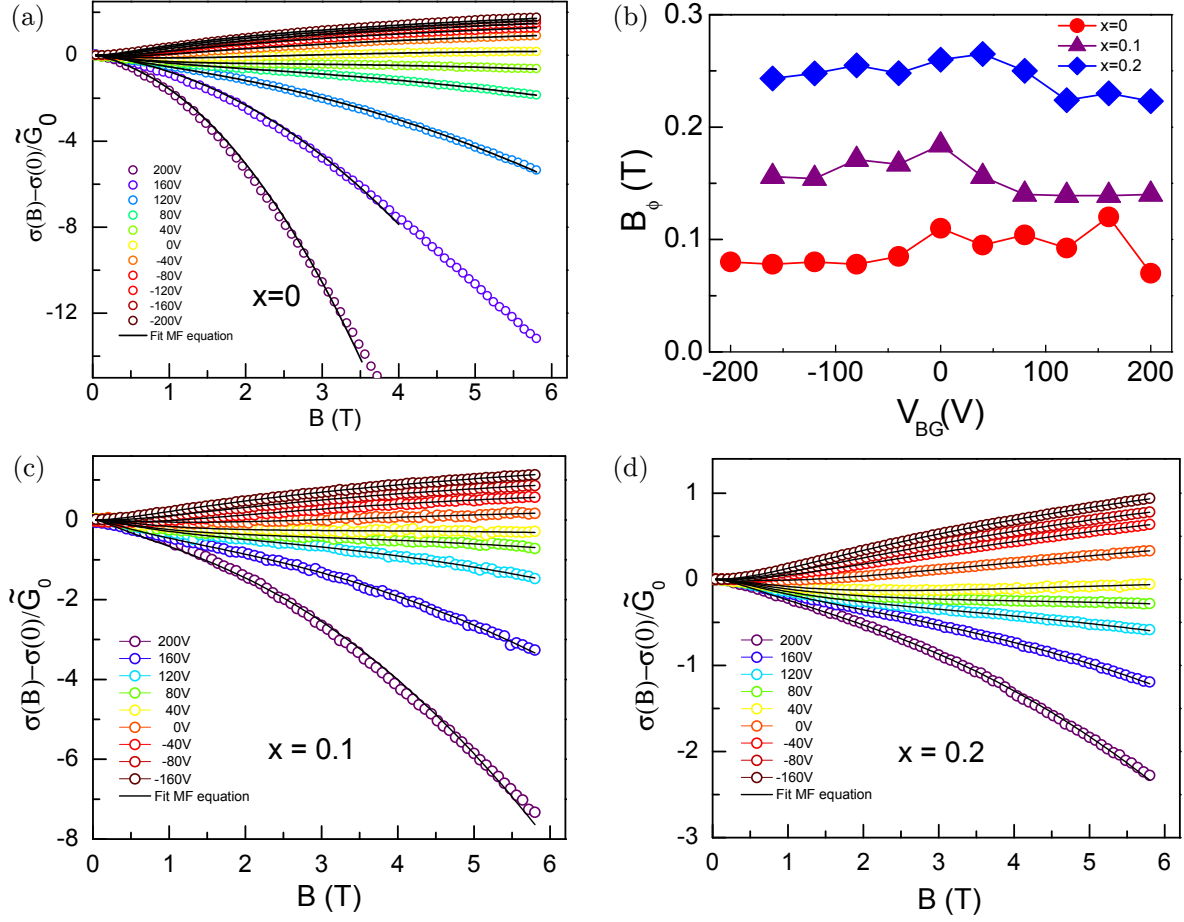 (a)
0
-4
-8
-12
σ(B)−σ(0)/G̃₀
200V
160V
120V
80V
40V
0V
-40V
-80V
-120V
-160V
-200V
Fit MF equation
x=0
0 1 2 3 4 5 6
B (T)
(b)
0.3
0.2
0.1
0.0
B_ϕ (T)
x=0
x=0.1
x=0.2
-200 -100 0 100 200
V_BG(V)
(c)
0
-2
-4
-6
-8
σ(B)−σ(0)/G̃₀
200V
160V
120V
80V
40V
0V
-40V
-80V
-160V
Fit MF equation
x = 0.1
0 1 2 3 4 5 6
B (T)
(d)
1
0
-1
-2
-3
σ(B)−σ(0)/G̃₀
200V
160V
120V
80V
40V
0V
-40V
-80V
-160V
Fit MF equation
x = 0.2
0 1 2 3 4 5 6
B (T)